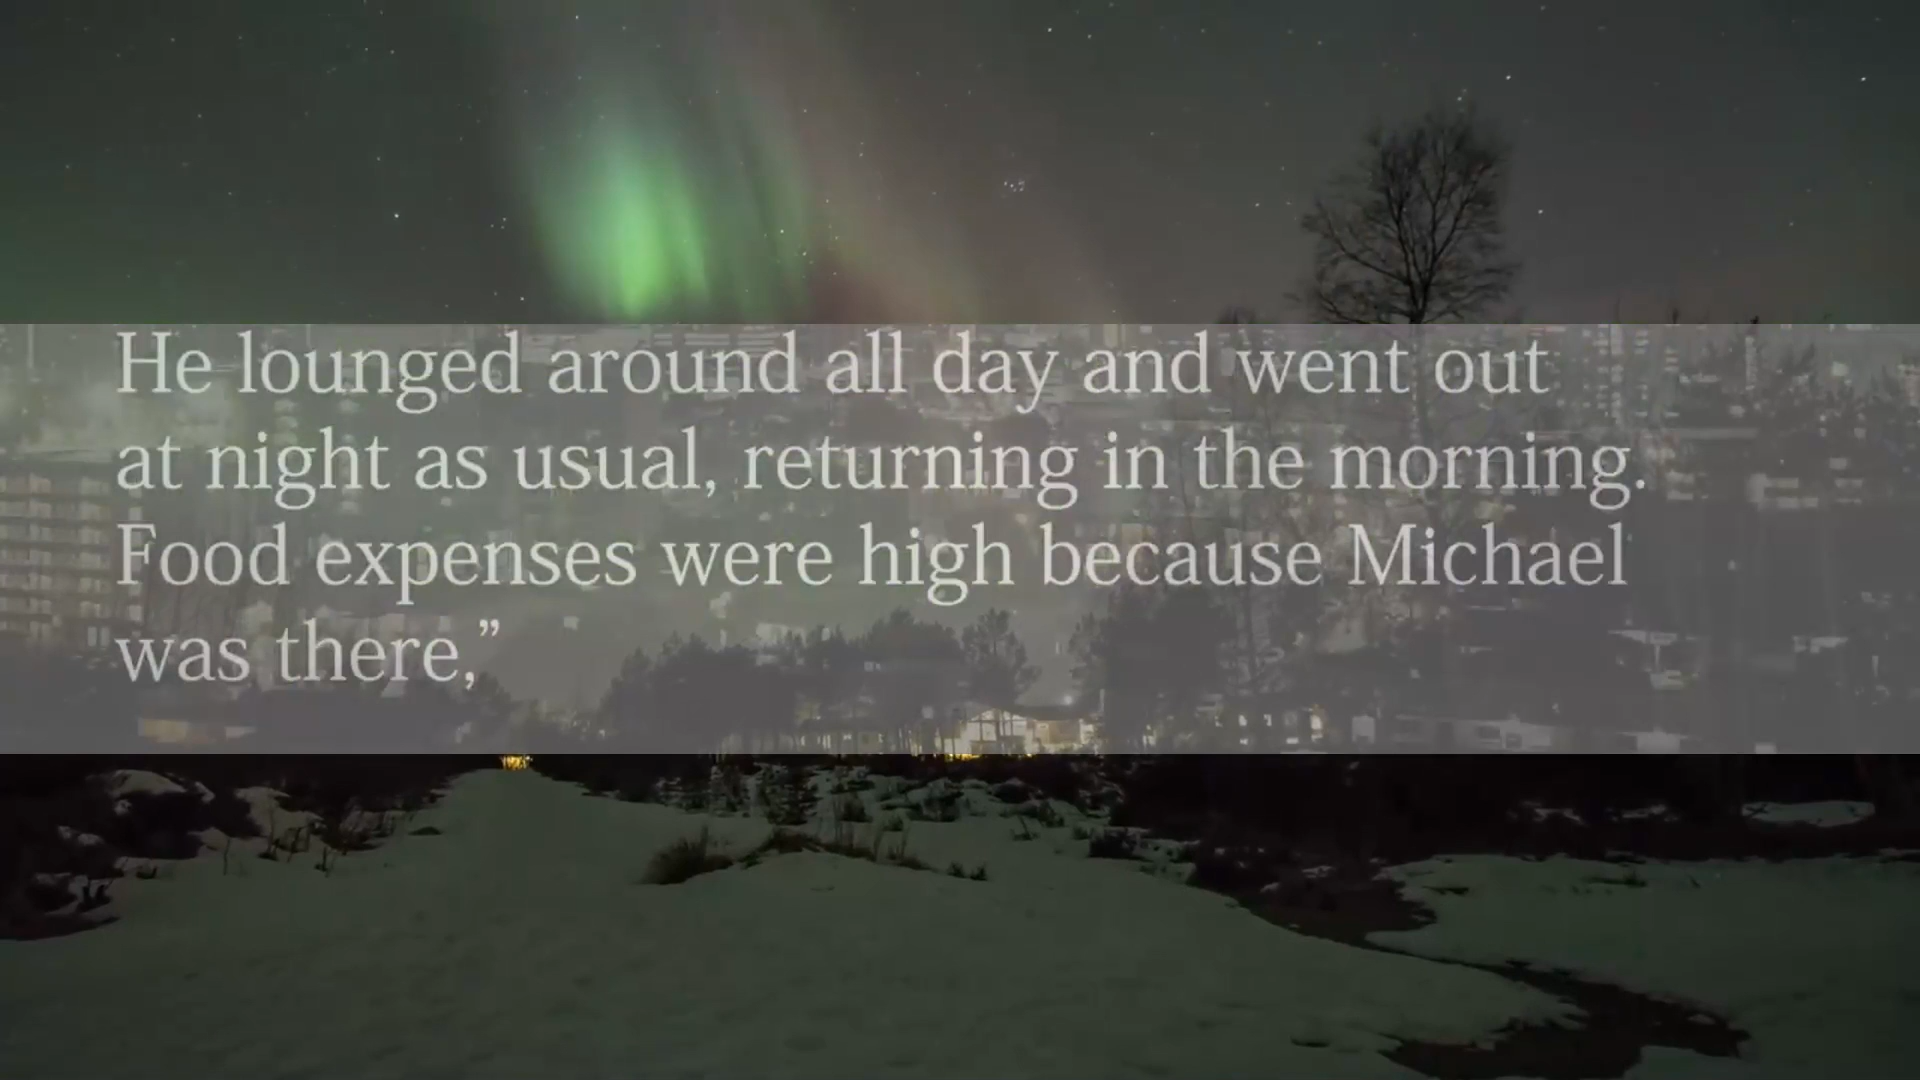 He lounged around all day and went out
at night as usual, returning in the morning.
Food expenses were high because Michael
was there,”